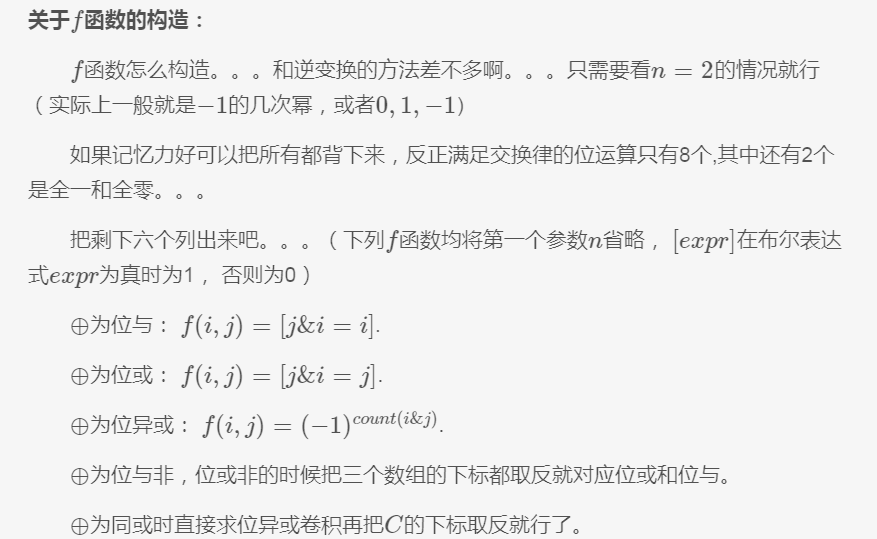 关于f函数的构造：
f函数怎么构造。。。和逆变换的方法差不多啊。。。只需要看n = 2的情况就行
（实际上一般就是−1的几次幂，或者0, 1, −1）
如果记忆力好可以把所有都背下来，反正满足交换律的位运算只有8个,其中还有2个
是全一和全零。。。
把剩下六个列出来吧。。。（下列f函数均将第一个参数n省略，[expr]在布尔表达
式expr为真时为1，否则为0）
⊕为位与：f(i, j) = [j&i = i].
⊕为位或：f(i, j) = [j&i = j].
⊕为位异或：f(i, j) = (−1)^{count(i&j)}.
⊕为位与非，位或非的时候把三个数组的下标都取反就对应位或和位与。
⊕为同或时直接求位异或卷积再把C的下标取反就行了。